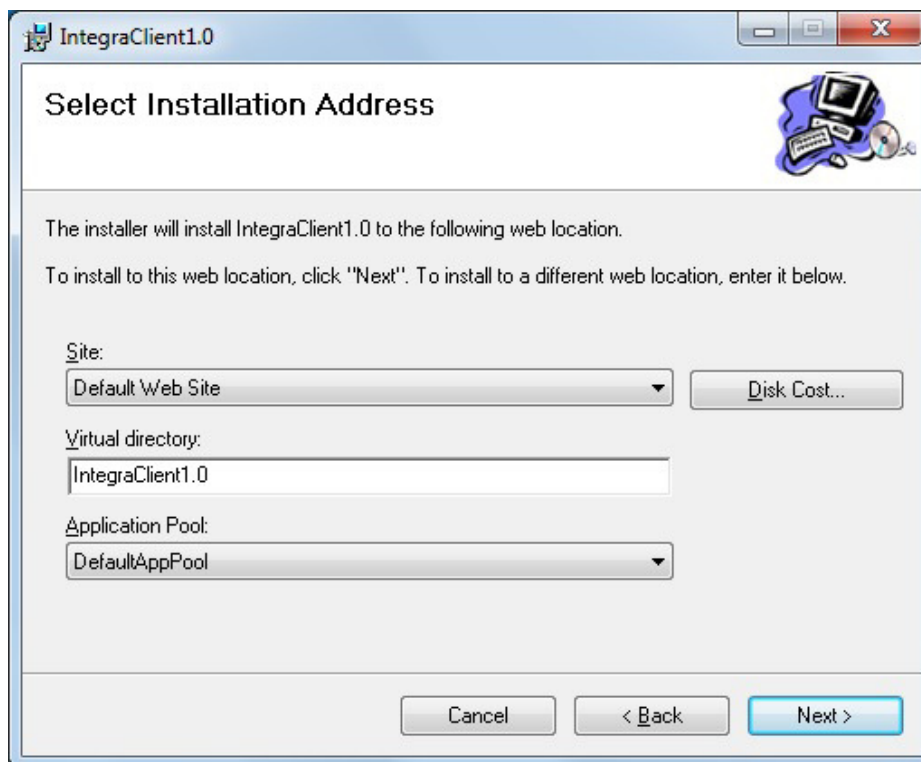 IntegraClient1.0
Select Installation Address
The installer will install IntegraClient1.0 to the following web location.
To install to this web location, click "Next". To install to a different web location, enter it below.
Site:
Default Web Site
Disk Cost...
Virtual directory:
IntegraClient1.0
Application Pool:
DefaultAppPool
Cancel
< Back
Next >